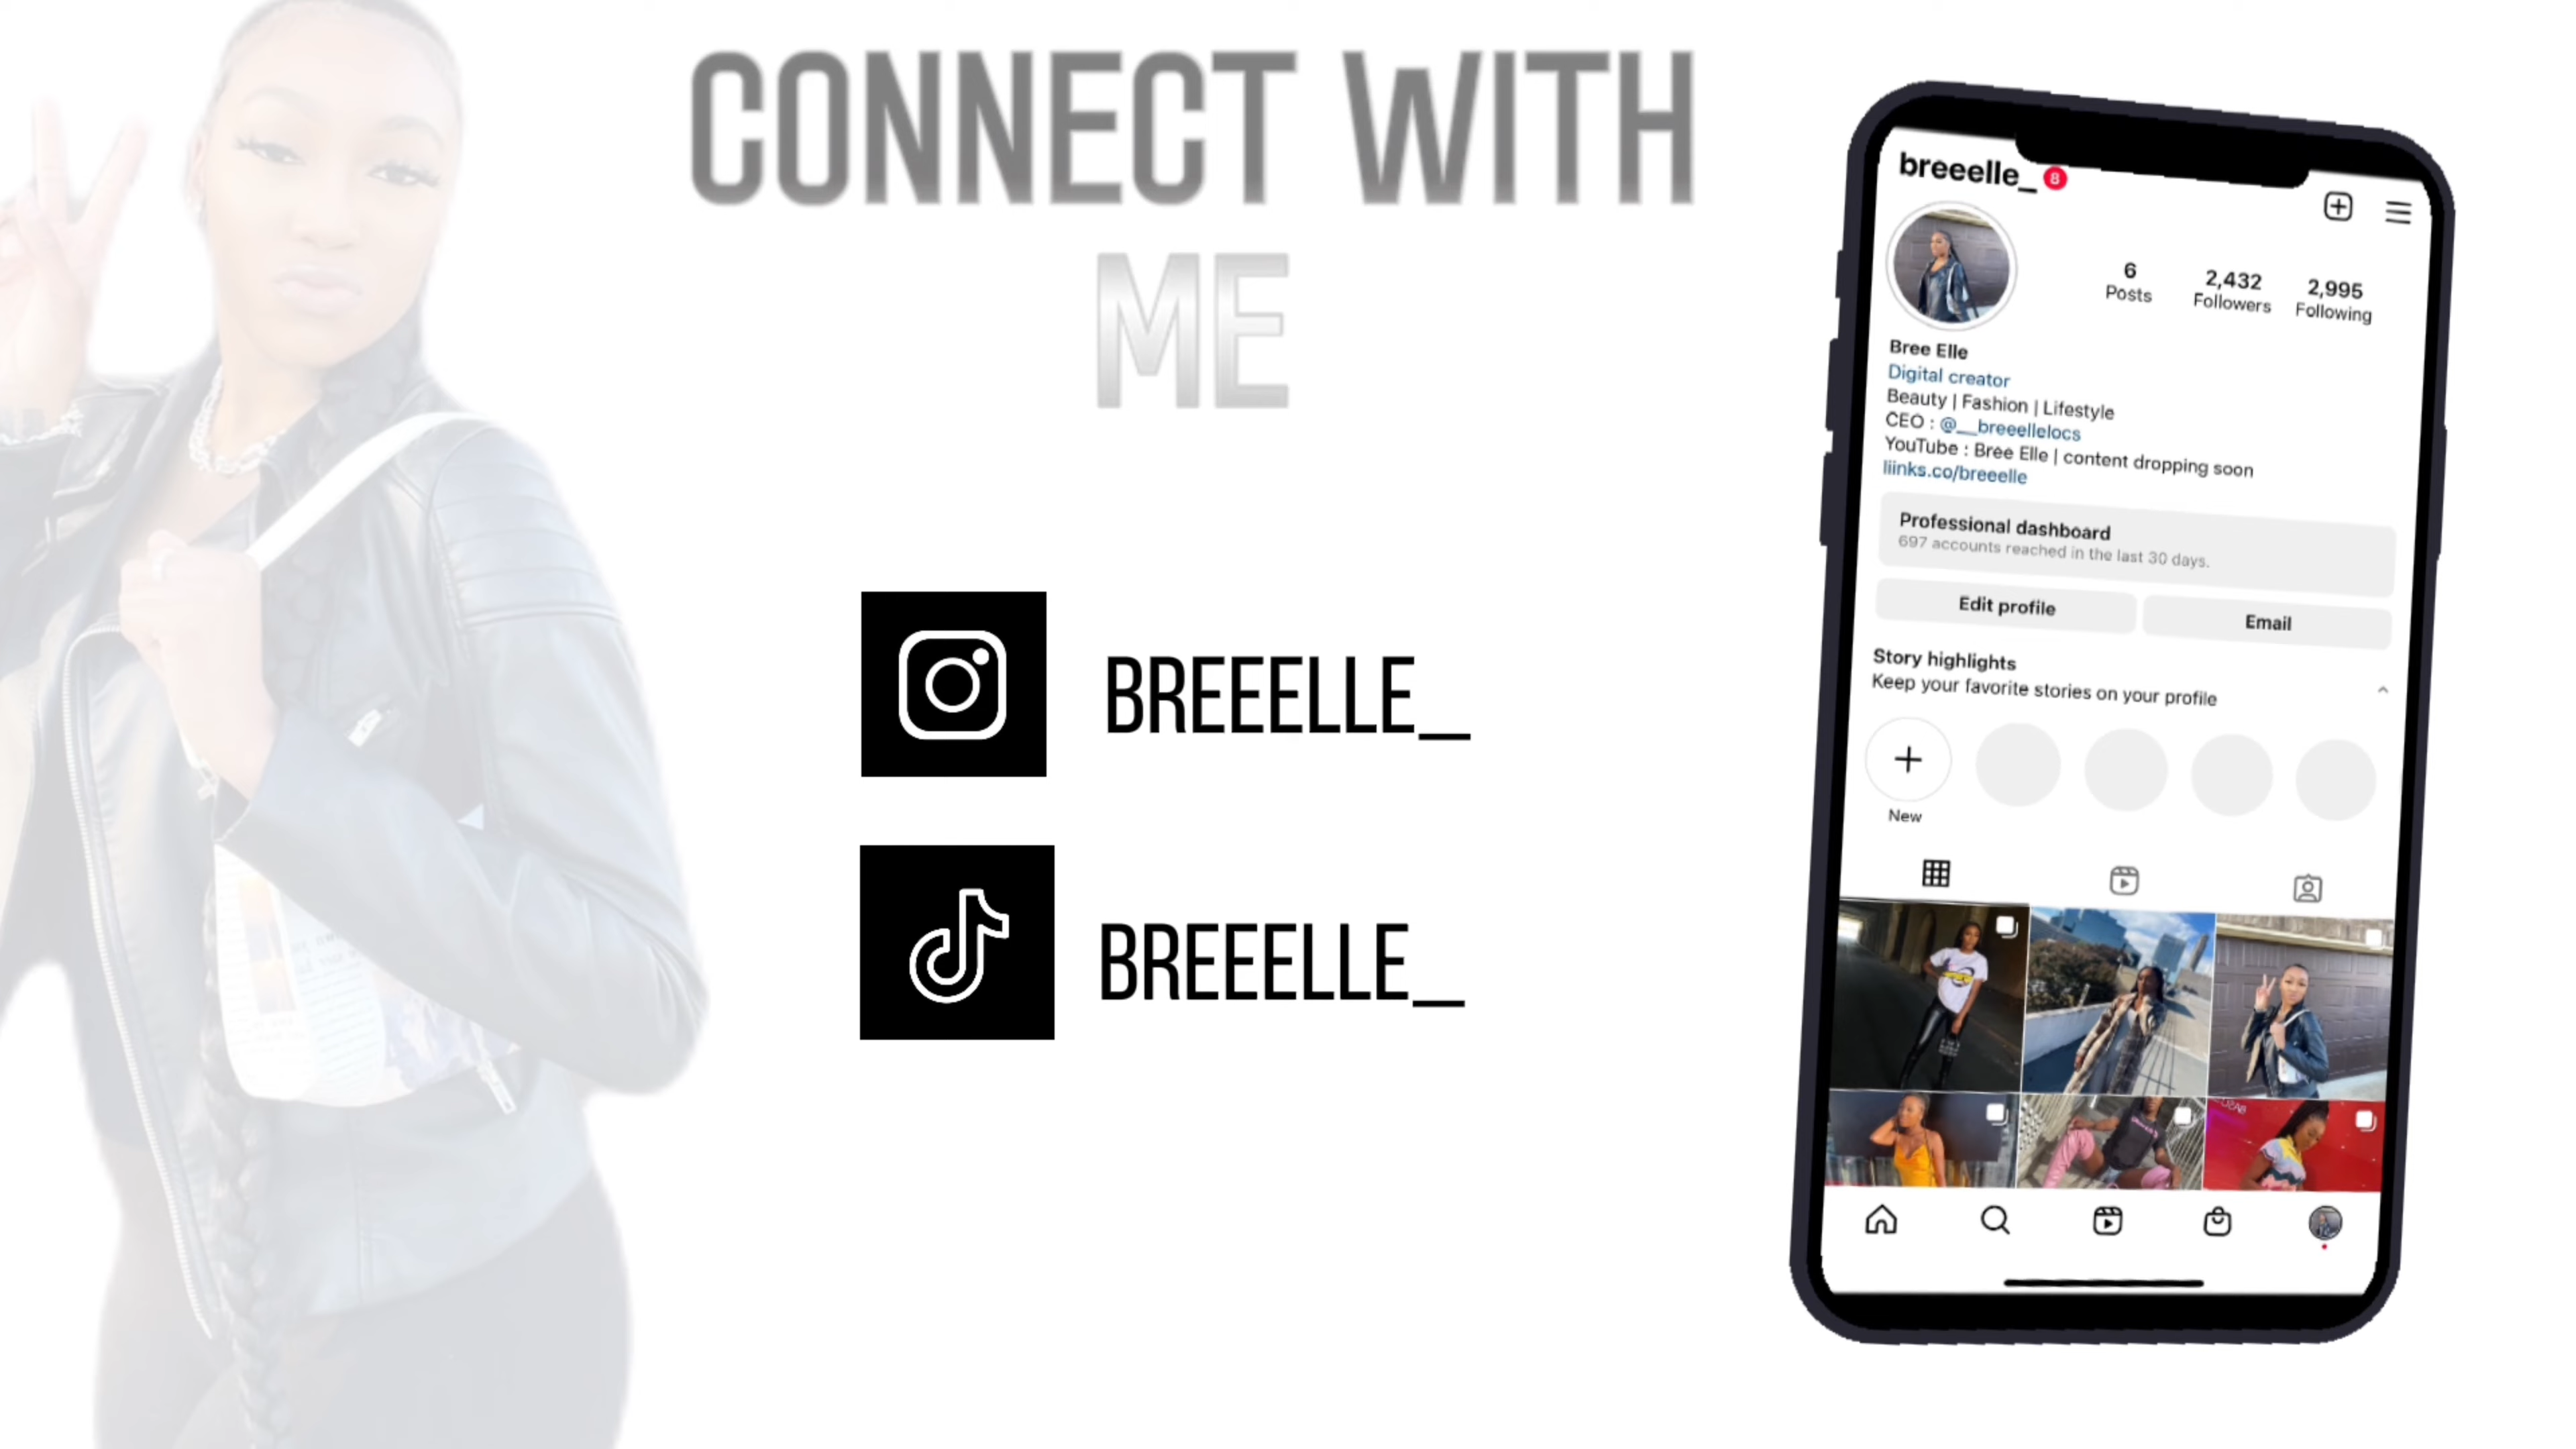 CONNECT WITH
ME
BREEELLE_
BREEELLE_
breeelle_ 8
6
Posts
2,432
Followers
2,995
Following
Bree Elle
Digital creator
Beauty | Fashion | Lifestyle
CEO : @__breeellelocs
YouTube : Bree Elle | content dropping soon
liinks.co/breeelle
Professional dashboard
697 accounts reached in the last 30 days.
Edit profile
Email
Story highlights
Keep your favorite stories on your profile
New